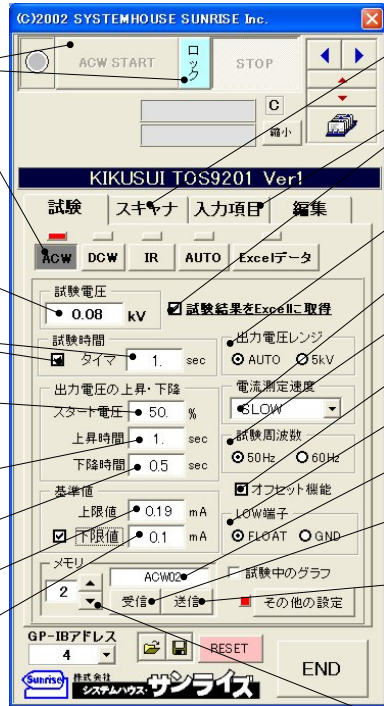 (C)2002 SYSTEMHOUSE SUNRISE Inc.
ACW START
ロック
STOP
C
縮小
KIKUSUI TOS9201 Ver1
試験 スキャナ 入力項目 編集
ACW DCW IR AUTO Excelデータ
試験電圧
0.08 kV
試験結果をExcelに取得
試験時間
タイマ 1. sec
出力電圧レンジ
AUTO 5kV
出力電圧の上昇・下降
スタート電圧 50. %
上昇時間 1. sec
下降時間 0.5 sec
電流測定速度
SLOW
試験周波数
50Hz 60Hz
オフセット機能
基準値
上限値 0.19 mA
下限値 0.1 mA
LOW端子
FLOAT GND
メモリ
2
ACW02
受信 送信
試験中のグラフ
その他の設定
GP-IBアドレス
4
RESET
END
Sunrise 株式会社 システムハウス・サンライズ